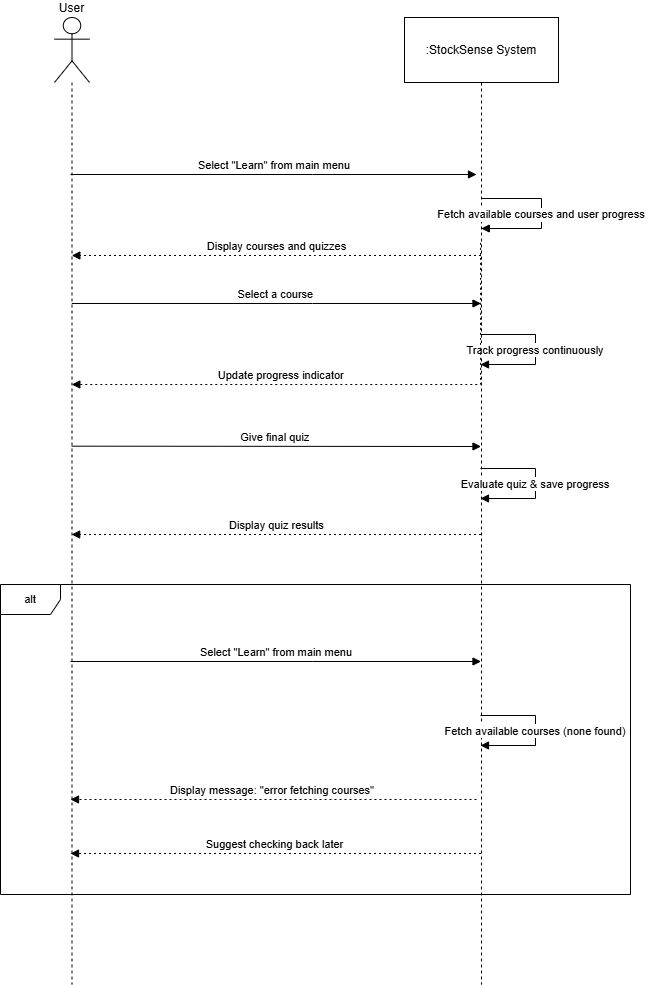 User
:StockSense System
Select "Learn" from main menu
Fetch available courses and user progress
Display courses and quizzes
Select a course
Track progress continuously
Update progress indicator
Give final quiz
Evaluate quiz & save progress
Display quiz results
alt
Select "Learn" from main menu
Fetch available courses (none found)
Display message: "error fetching courses"
Suggest checking back later